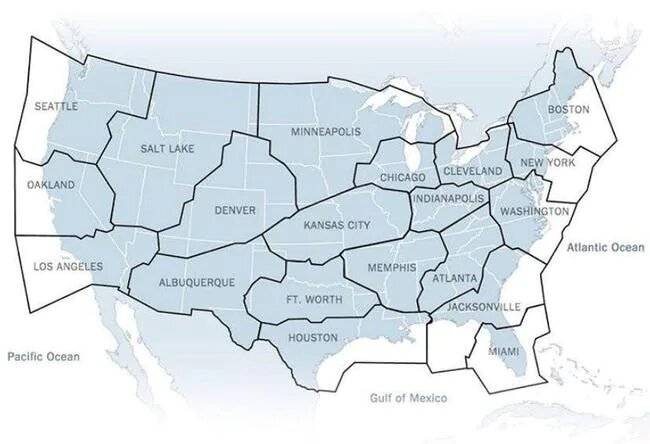 SEATTLE
BOSTON
MINNEAPOLIS
SALT LAKE
NEW YORK
CHICAGO
CLEVELAND
OAKLAND
INDIANAPOLIS
DENVER
WASHINGTON
KANSAS CITY
Atlantic Ocean
LOS ANGELES
MEMPHIS
ATLANTA
ALBUQUERQUE
FT. WORTH
JACKSONVILLE
HOUSTON
MIAMI
Pacific Ocean
Gulf of Mexico